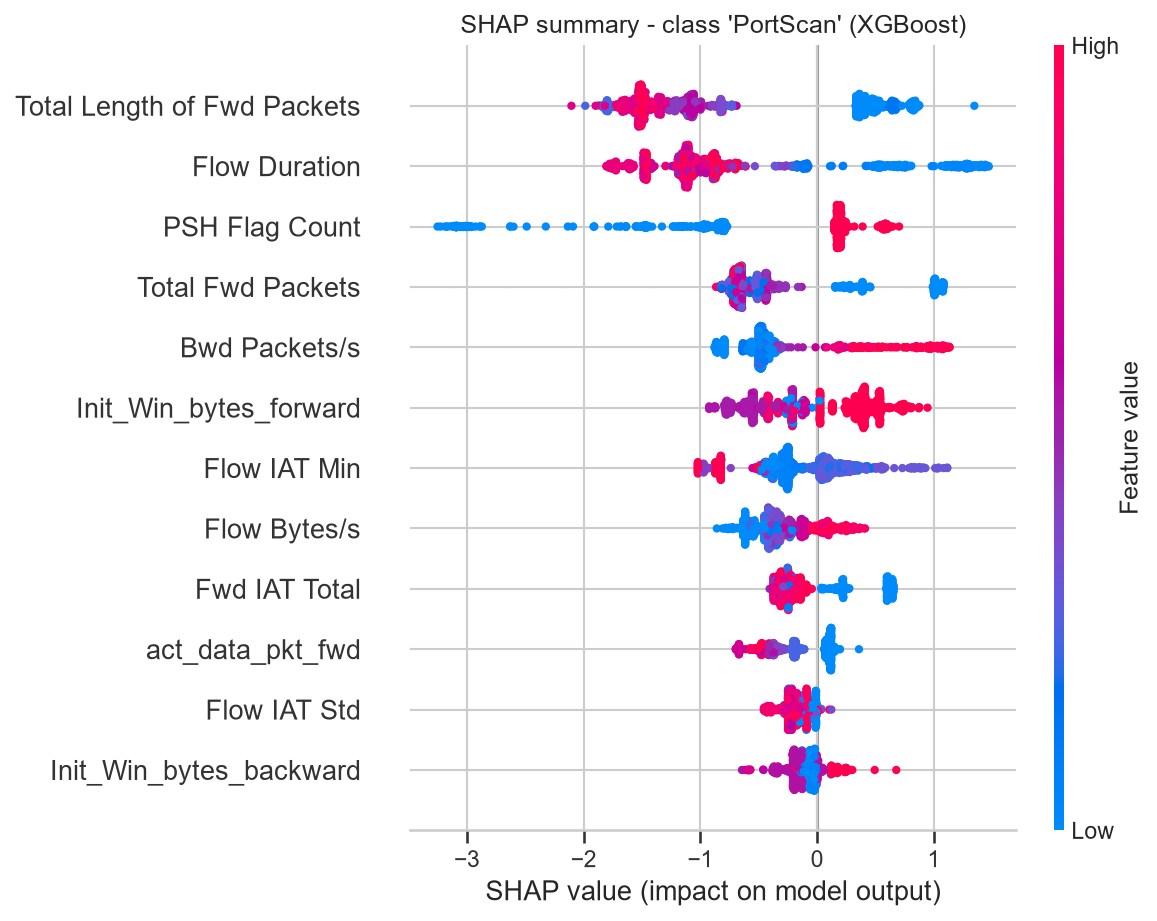 SHAP summary - class 'PortScan' (XGBoost)
High
Total Length of Fwd Packets
Flow Duration
PSH Flag Count
Total Fwd Packets
Bwd Packets/s
Init_Win_bytes_forward
Flow IAT Min
Flow Bytes/s
Fwd IAT Total
act_data_pkt_fwd
Flow IAT Std
Init_Win_bytes_backward
Feature value
Low
−3 −2 −1 0 1
SHAP value (impact on model output)